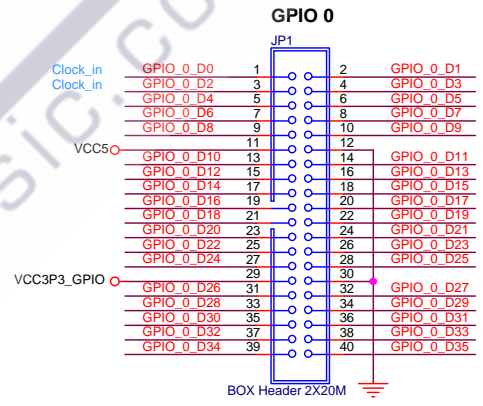 GPIO 0
JP1
Clock_in GPIO_0_D0 1 2 GPIO_0_D1
Clock_in GPIO_0_D2 3 4 GPIO_0_D3
GPIO_0_D4 5 6 GPIO_0_D5
GPIO_0_D6 7 8 GPIO_0_D7
GPIO_0_D8 9 10 GPIO_0_D9
VCC5 11 12
GPIO_0_D10 13 14 GPIO_0_D11
GPIO_0_D12 15 16 GPIO_0_D13
GPIO_0_D14 17 18 GPIO_0_D15
GPIO_0_D16 19 20 GPIO_0_D17
GPIO_0_D18 21 22 GPIO_0_D19
GPIO_0_D20 23 24 GPIO_0_D21
GPIO_0_D22 25 26 GPIO_0_D23
GPIO_0_D24 27 28 GPIO_0_D25
VCC3P3_GPIO 29 30
GPIO_0_D26 31 32 GPIO_0_D27
GPIO_0_D28 33 34 GPIO_0_D29
GPIO_0_D30 35 36 GPIO_0_D31
GPIO_0_D32 37 38 GPIO_0_D33
GPIO_0_D34 39 40 GPIO_0_D35
BOX Header 2X20M
sic.co